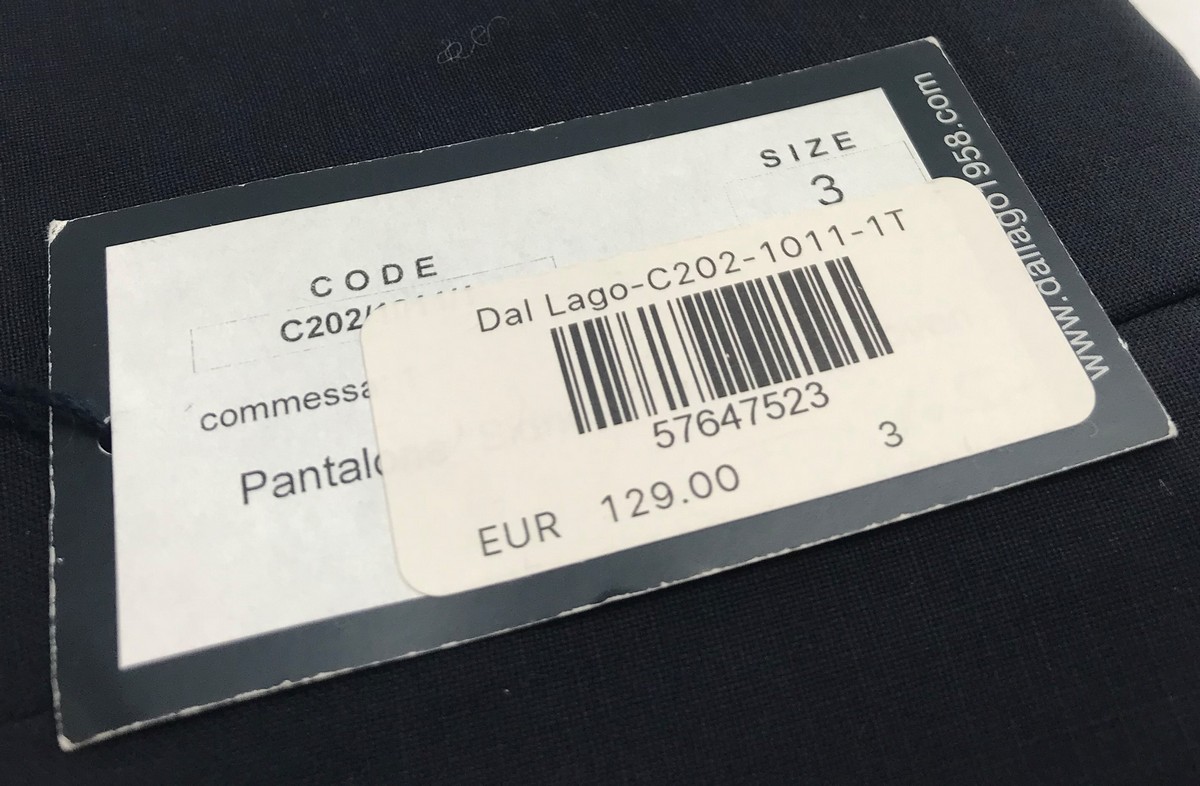 SIZE
3
CODE
C202/
commessa
Pantalo
Dal Lago-C202-1011-1T
57647523
3
EUR 129.00
www.dallago1958.com